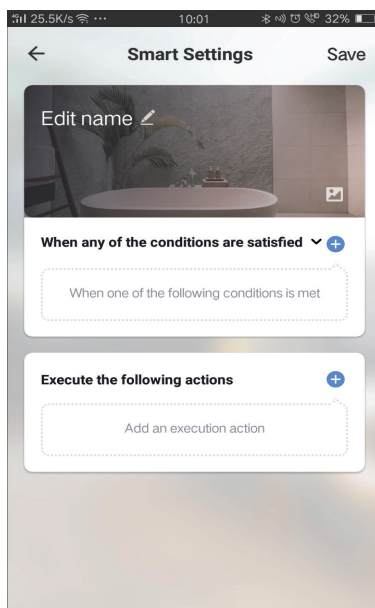 25.5K/s ··· 10:01 32%
Smart Settings Save
Edit name
When any of the conditions are satisfied
When one of the following conditions is met
Execute the following actions
Add an execution action